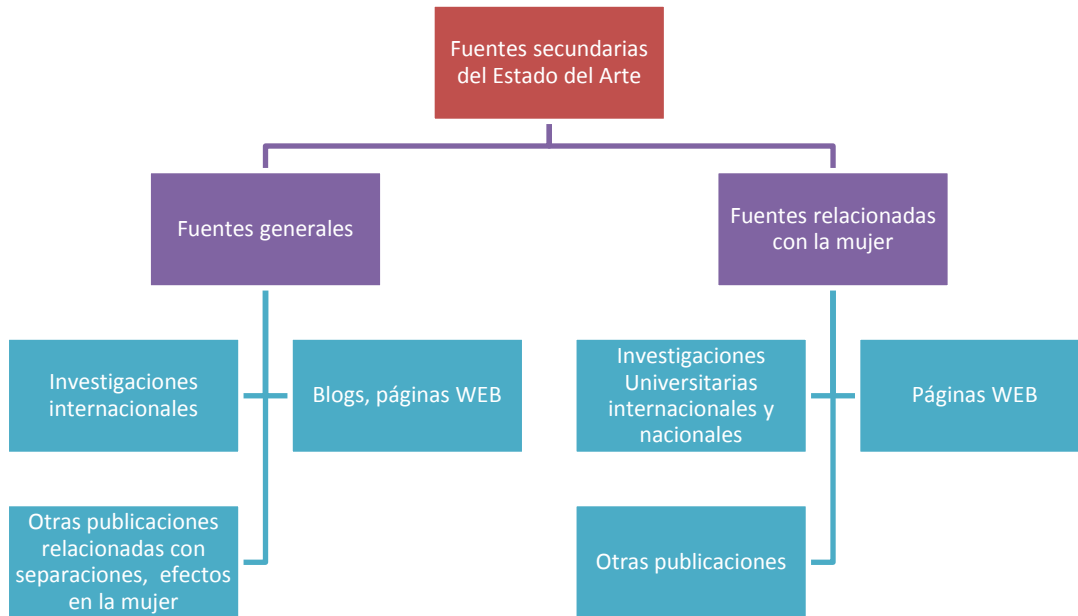 Fuentes secundarias
del Estado del Arte
Fuentes generales
Fuentes relacionadas
con la mujer
Investigaciones
internacionales
Blogs, páginas WEB
Investigaciones
Universitarias
internacionales y
nacionales
Páginas WEB
Otras publicaciones
relacionadas con
separaciones, efectos
en la mujer
Otras publicaciones